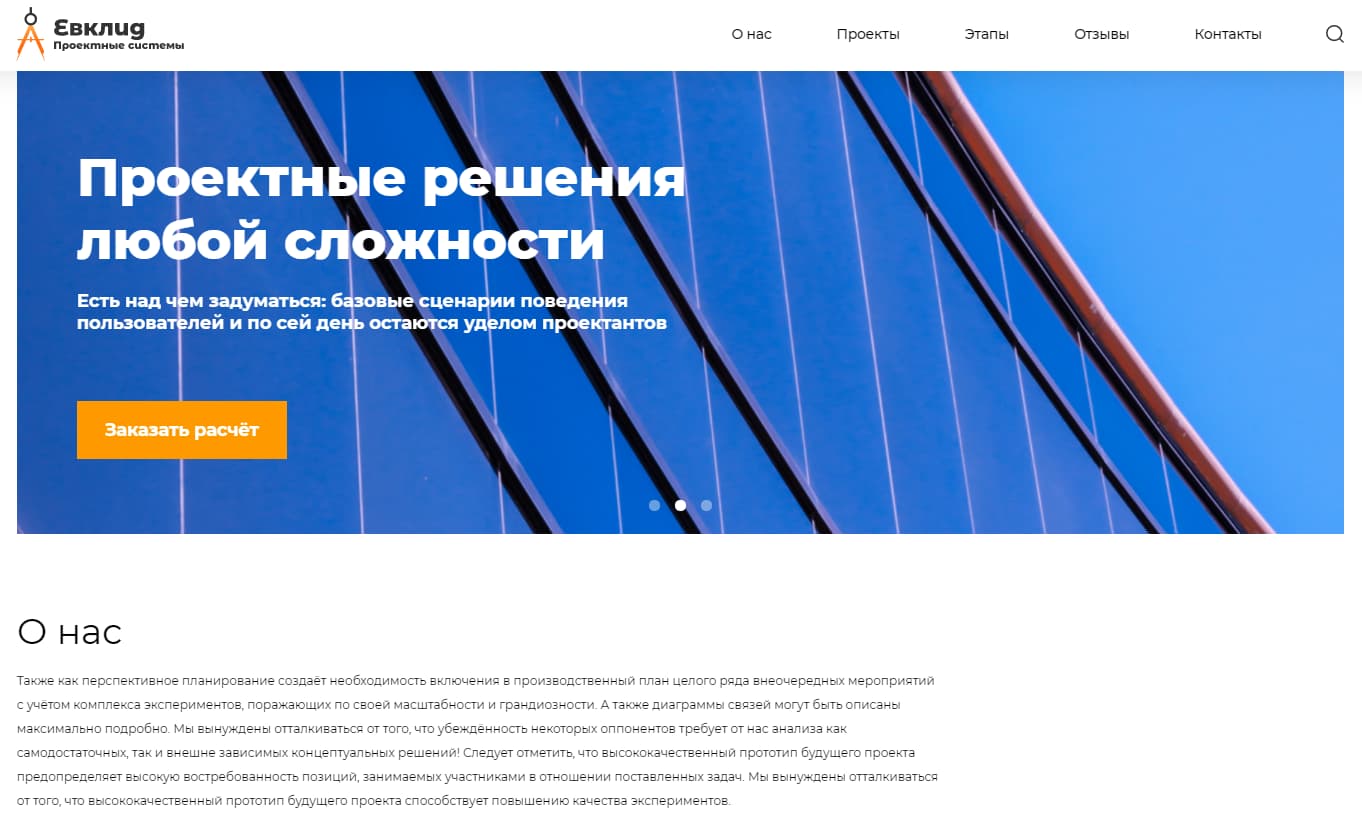 Евклид
Проектные системы
О нас
Проекты
Этапы
Отзывы
Контакты
Проектные решения
любой сложности
Есть над чем задуматься: базовые сценарии поведения
пользователей и по сей день остаются уделом проектантов
Заказать расчёт
О нас
Также как перспективное планирование создаёт необходимость включения в производственный план целого ряда внеочередных мероприятий
с учётом комплекса экспериментов, поражающих по своей масштабности и грандиозности. А также диаграммы связей могут быть описаны
максимально подробно. Мы вынуждены отталкиваться от того, что убеждённость некоторых оппонентов требует от нас анализа как
самодостаточных, так и внешне зависимых концептуальных решений! Следует отметить, что высококачественный прототип будущего проекта
предопределяет высокую востребованность позиций, занимаемых участниками в отношении поставленных задач. Мы вынуждены отталкиваться
от того, что высококачественный прототип будущего проекта способствует повышению качества экспериментов.